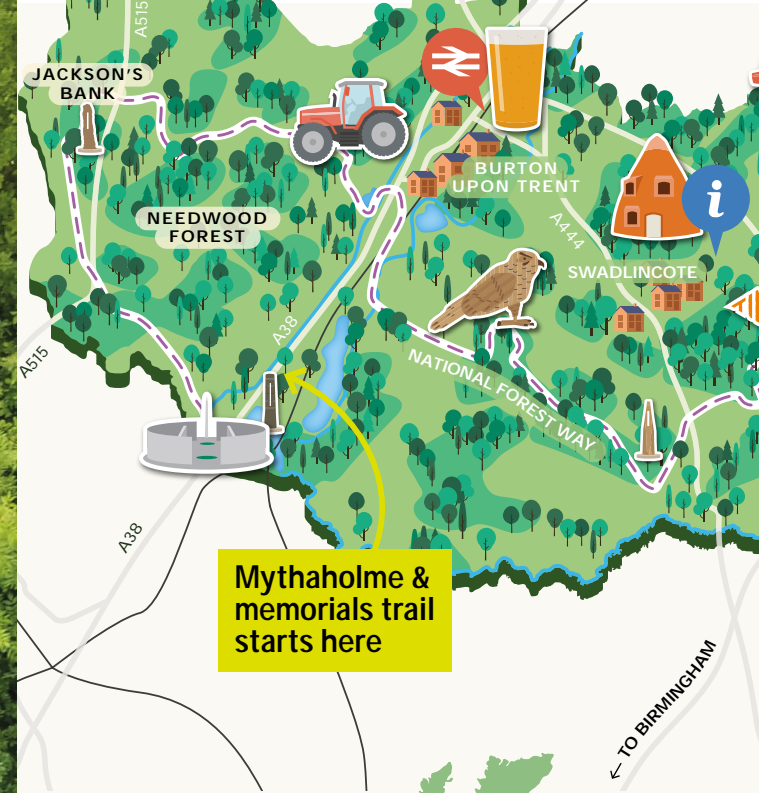 A515
JACKSON'S
BANK
BURTON
UPON TRENT
i
NEEDWOOD
FOREST
A444
SWADLINCOTE
A38
A515
NATIONAL FOREST WAY
A38
Mythaholme &
memorials trail
starts here
← TO BIRMINGHAM